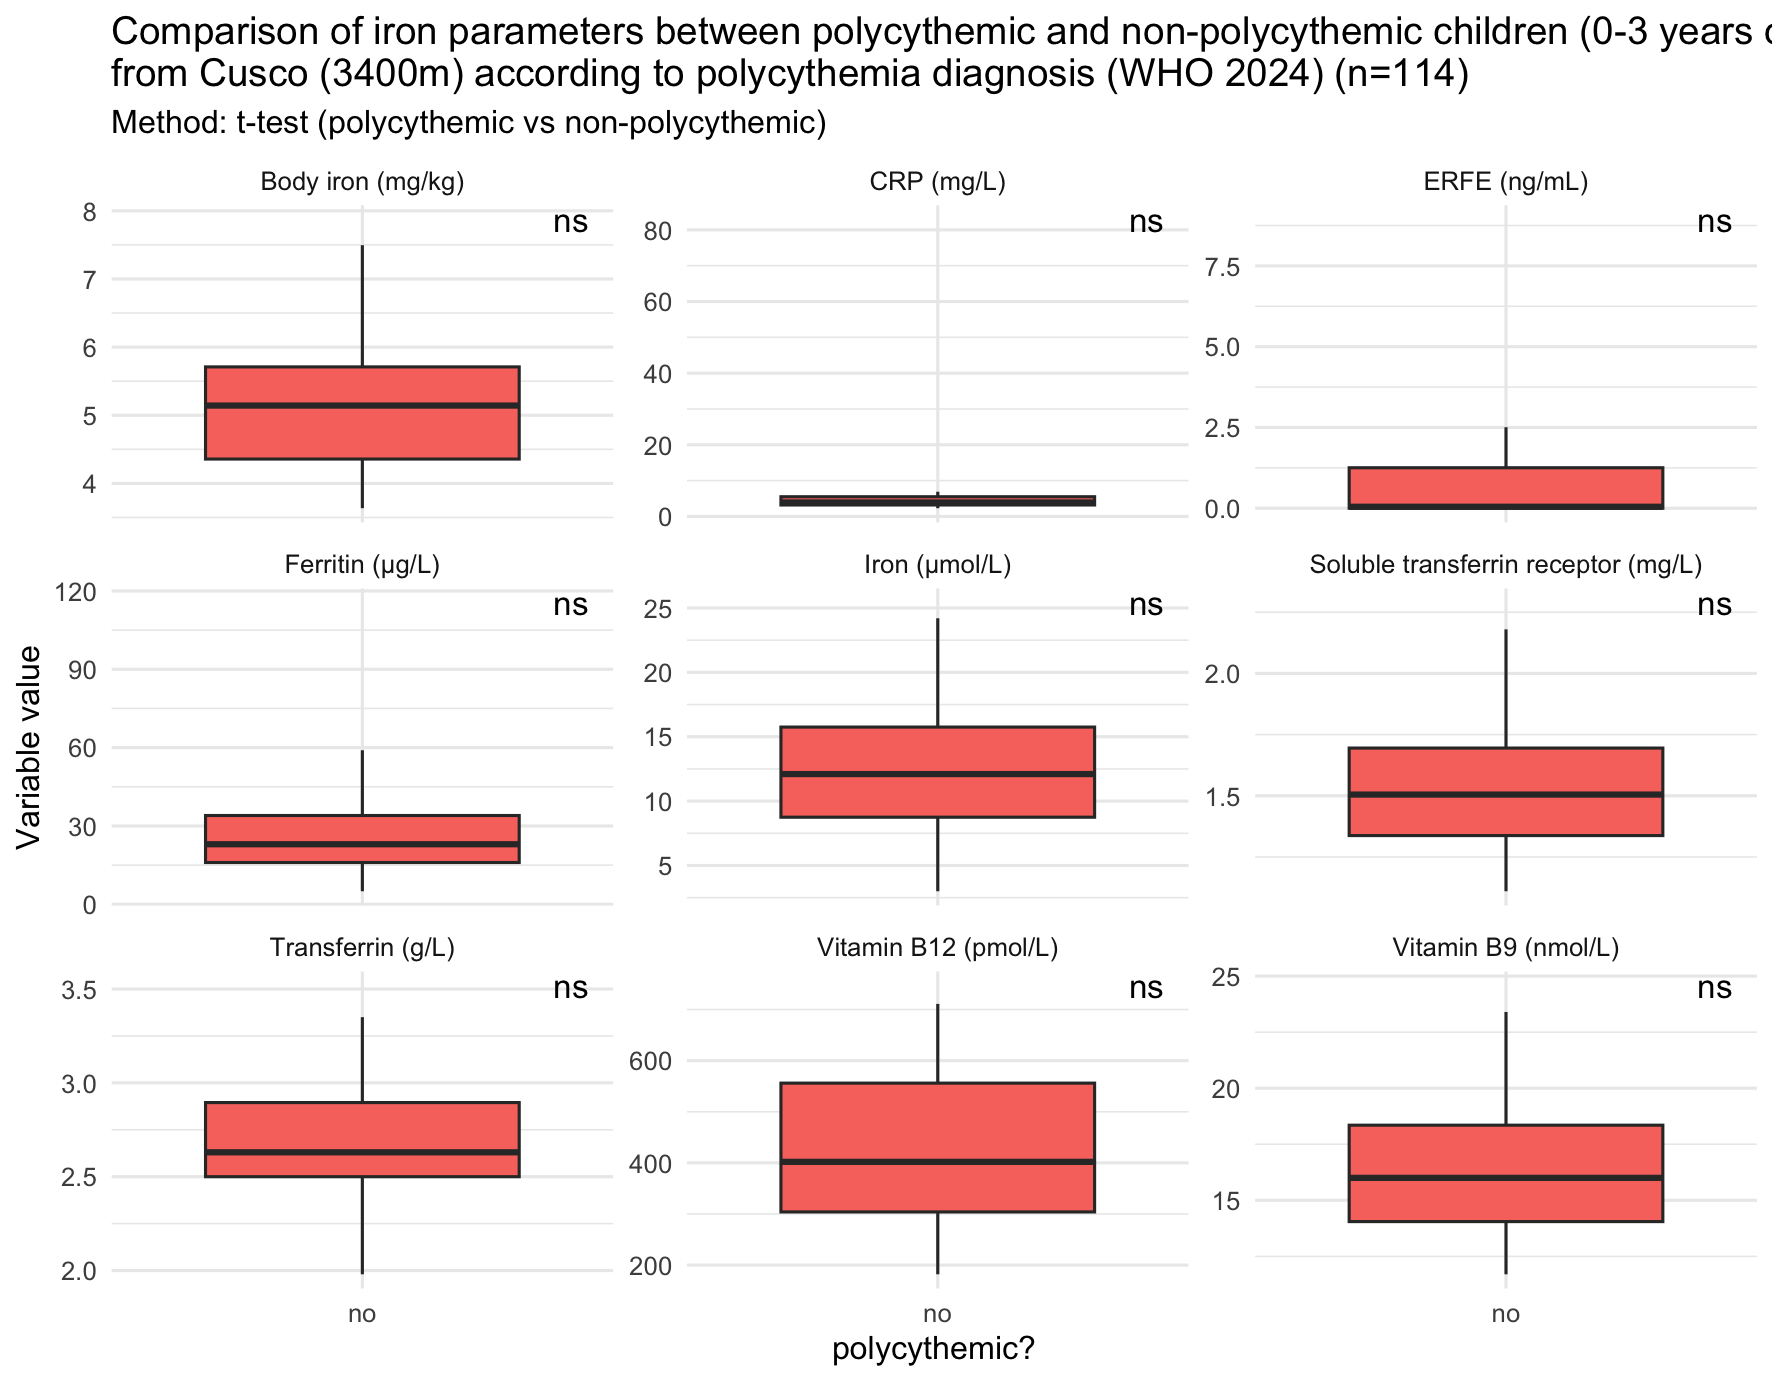 Comparison of iron parameters between polycythemic and non-polycythemic children (0-3 years
from Cusco (3400m) according to polycythemia diagnosis (WHO 2024) (n=114)
Method: t-test (polycythemic vs non-polycythemic)
Body iron (mg/kg)
CRP (mg/L)
ERFE (ng/mL)
8
7
6
5
4
ns
80
60
40
20
0
ns
7.5
5.0
2.5
0.0
ns
Ferritin (µg/L)
Iron (µmol/L)
Soluble transferrin receptor (mg/L)
120
90
60
30
0
ns
25
20
15
10
5
ns
2.0
1.5
ns
Variable value
Transferrin (g/L)
Vitamin B12 (pmol/L)
Vitamin B9 (nmol/L)
3.5
3.0
2.5
2.0
ns
600
400
200
ns
25
20
15
ns
no
no
no
polycythemic?